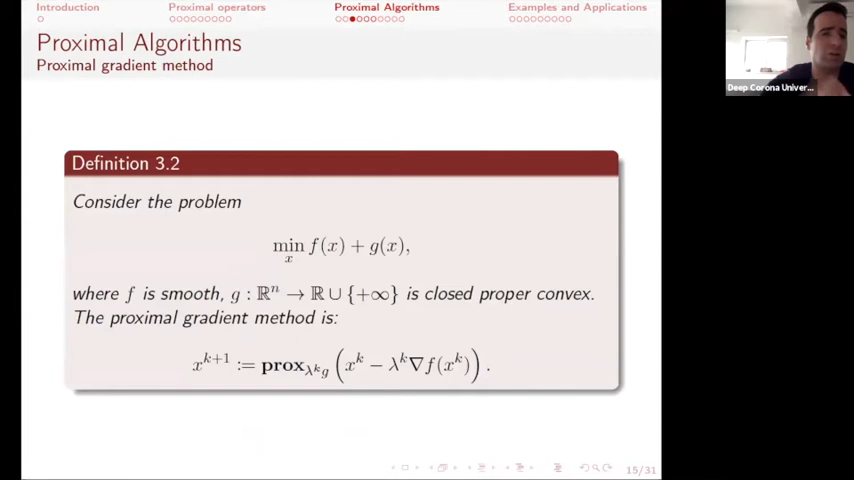 Introduction
Proximal operators
Proximal Algorithms
Examples and Applications
Proximal Algorithms
Proximal gradient method
Deep Corona Univer...
Definition 3.2
Consider the problem
min_x f(x) + g(x),
where f is smooth, g : ℝⁿ → ℝ ∪ {+∞} is closed proper convex.
The proximal gradient method is:
x^{k+1} := prox_{λ^k g} (x^k − λ^k ∇f(x^k)).
15/31